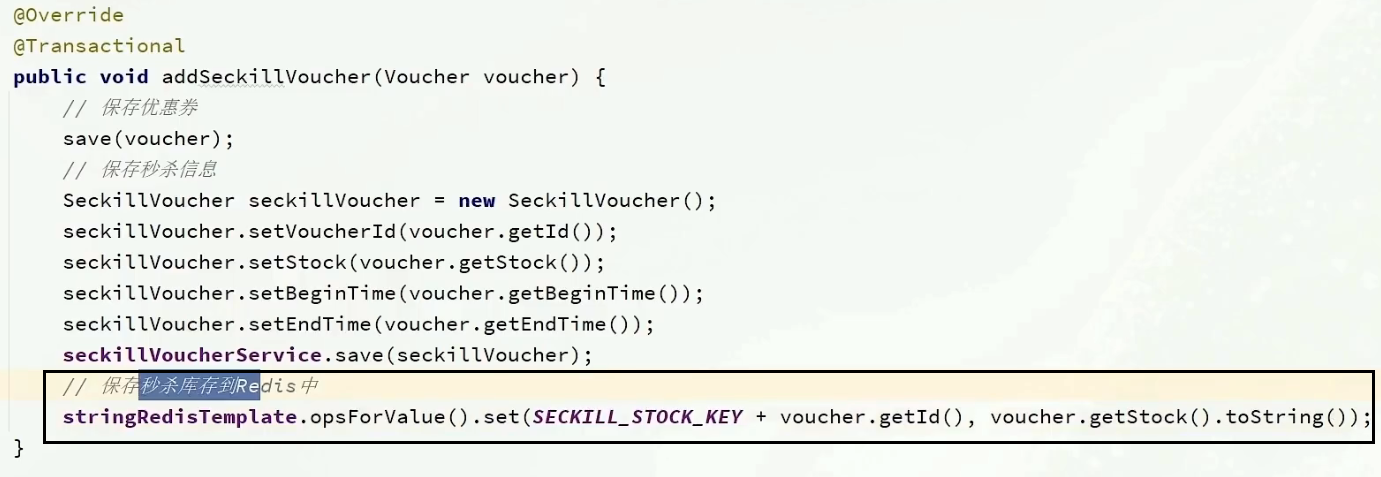 @Override
@Transactional
public void addSeckillVoucher(Voucher voucher) {
// 保存优惠券
save(voucher);
// 保存秒杀信息
SeckillVoucher seckillVoucher = new SeckillVoucher();
seckillVoucher.setVoucherId(voucher.getId());
seckillVoucher.setStock(voucher.getStock());
seckillVoucher.setBeginTime(voucher.getBeginTime());
seckillVoucher.setEndTime(voucher.getEndTime());
seckillVoucherService.save(seckillVoucher);
// 保存秒杀库存到Redis中
stringRedisTemplate.opsForValue().set(SECKILL_STOCK_KEY + voucher.getId(), voucher.getStock().toString());
}